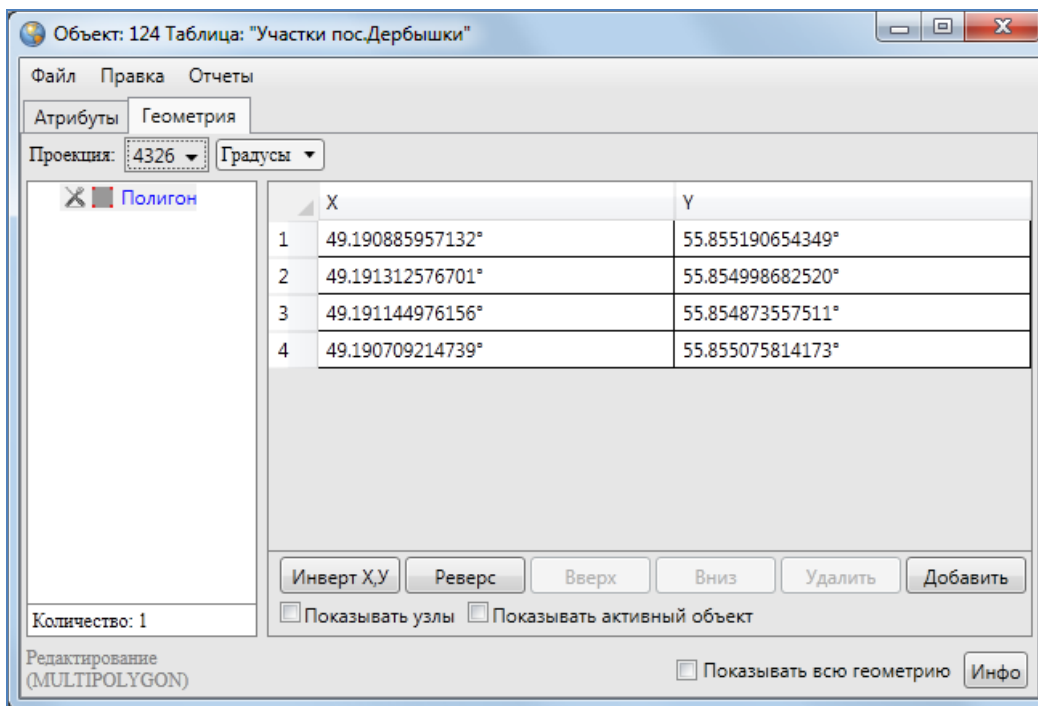 Объект: 124 Таблица: "Участки пос.Дербышки"
Файл Правка Отчеты
Атрибуты Геометрия
Проекция: 4326 Градусы
Полигон
X Y
1 49.190885957132° 55.855190654349°
2 49.191312576701° 55.854998682520°
3 49.191144976156° 55.854873557511°
4 49.190709214739° 55.855075814173°
Инверт X,У Реверс Вверх Вниз Удалить Добавить
Показывать узлы Показывать активный объект
Количество: 1
Редактирование
(MULTIPOLYGON)
Показывать всю геометрию Инфо